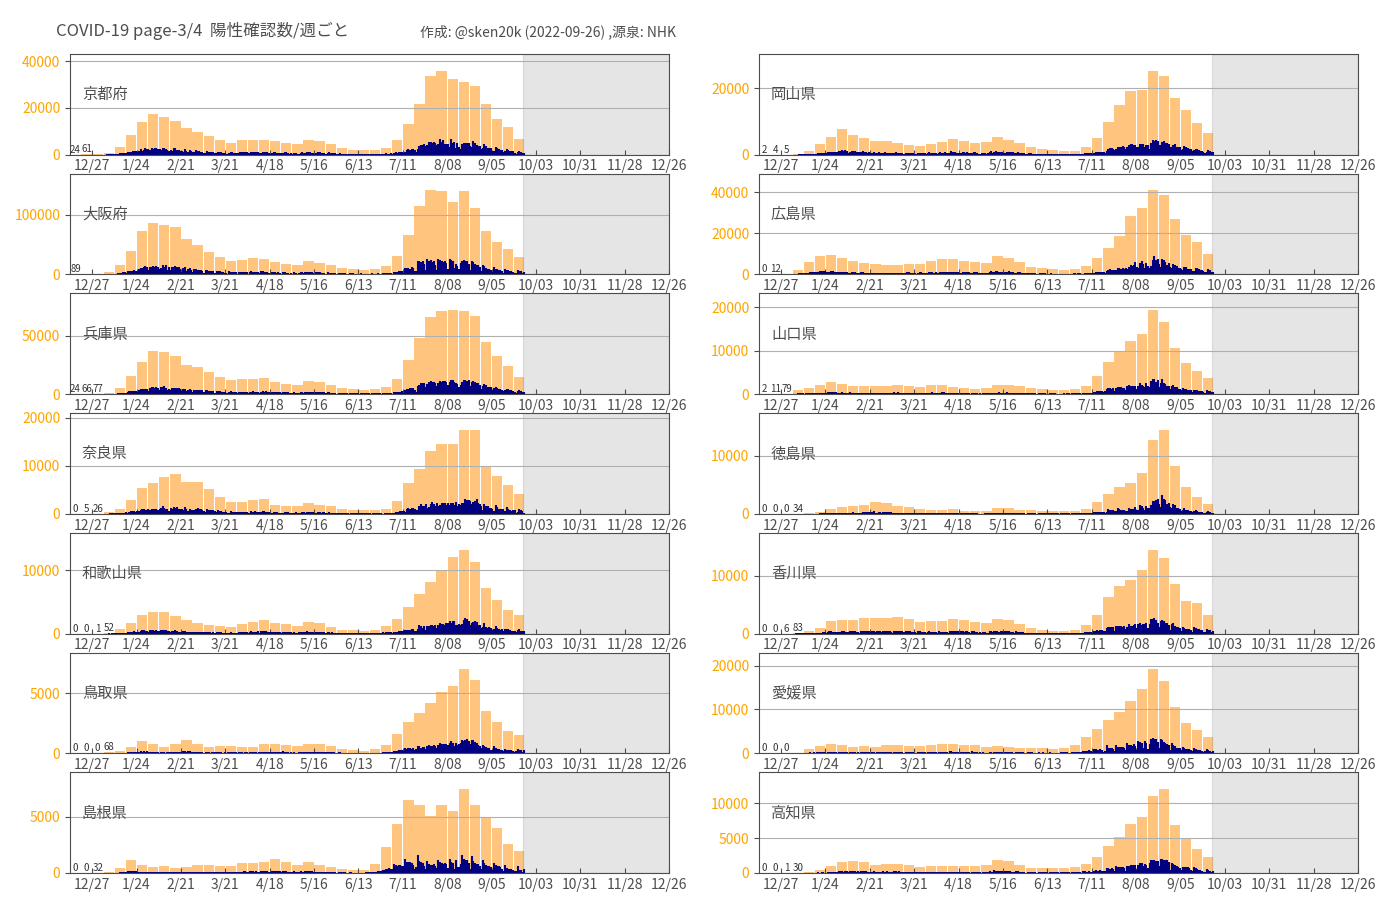 COVID-19 page-3/4 陽性確認数/週ごと
作成: @sken20k (2022-09-26) ,源泉: NHK
40000
20000
0
京都府
24 61
12/27 1/24 2/21 3/21 4/18 5/16 6/13 7/11 8/08 9/05 10/03 10/31 11/28 12/26
20000
0
岡山県
2 4 5
12/27 1/24 2/21 3/21 4/18 5/16 6/13 7/11 8/08 9/05 10/03 10/31 11/28 12/26
100000
0
大阪府
89
12/27 1/24 2/21 3/21 4/18 5/16 6/13 7/11 8/08 9/05 10/03 10/31 11/28 12/26
40000
20000
0
広島県
0 12
12/27 1/24 2/21 3/21 4/18 5/16 6/13 7/11 8/08 9/05 10/03 10/31 11/28 12/26
50000
0
兵庫県
24 66 77
12/27 1/24 2/21 3/21 4/18 5/16 6/13 7/11 8/08 9/05 10/03 10/31 11/28 12/26
20000
10000
0
山口県
2 11 79
12/27 1/24 2/21 3/21 4/18 5/16 6/13 7/11 8/08 9/05 10/03 10/31 11/28 12/26
20000
10000
0
奈良県
0 5 26
12/27 1/24 2/21 3/21 4/18 5/16 6/13 7/11 8/08 9/05 10/03 10/31 11/28 12/26
10000
0
徳島県
0 0 0 34
12/27 1/24 2/21 3/21 4/18 5/16 6/13 7/11 8/08 9/05 10/03 10/31 11/28 12/26
10000
0
和歌山県
0 0 1 52
12/27 1/24 2/21 3/21 4/18 5/16 6/13 7/11 8/08 9/05 10/03 10/31 11/28 12/26
10000
0
香川県
0 0 6 83
12/27 1/24 2/21 3/21 4/18 5/16 6/13 7/11 8/08 9/05 10/03 10/31 11/28 12/26
5000
0
鳥取県
0 0 0 68
12/27 1/24 2/21 3/21 4/18 5/16 6/13 7/11 8/08 9/05 10/03 10/31 11/28 12/26
20000
10000
0
愛媛県
0 0 0
12/27 1/24 2/21 3/21 4/18 5/16 6/13 7/11 8/08 9/05 10/03 10/31 11/28 12/26
5000
0
島根県
0 0 32
12/27 1/24 2/21 3/21 4/18 5/16 6/13 7/11 8/08 9/05 10/03 10/31 11/28 12/26
10000
5000
0
高知県
0 0 1 30
12/27 1/24 2/21 3/21 4/18 5/16 6/13 7/11 8/08 9/05 10/03 10/31 11/28 12/26